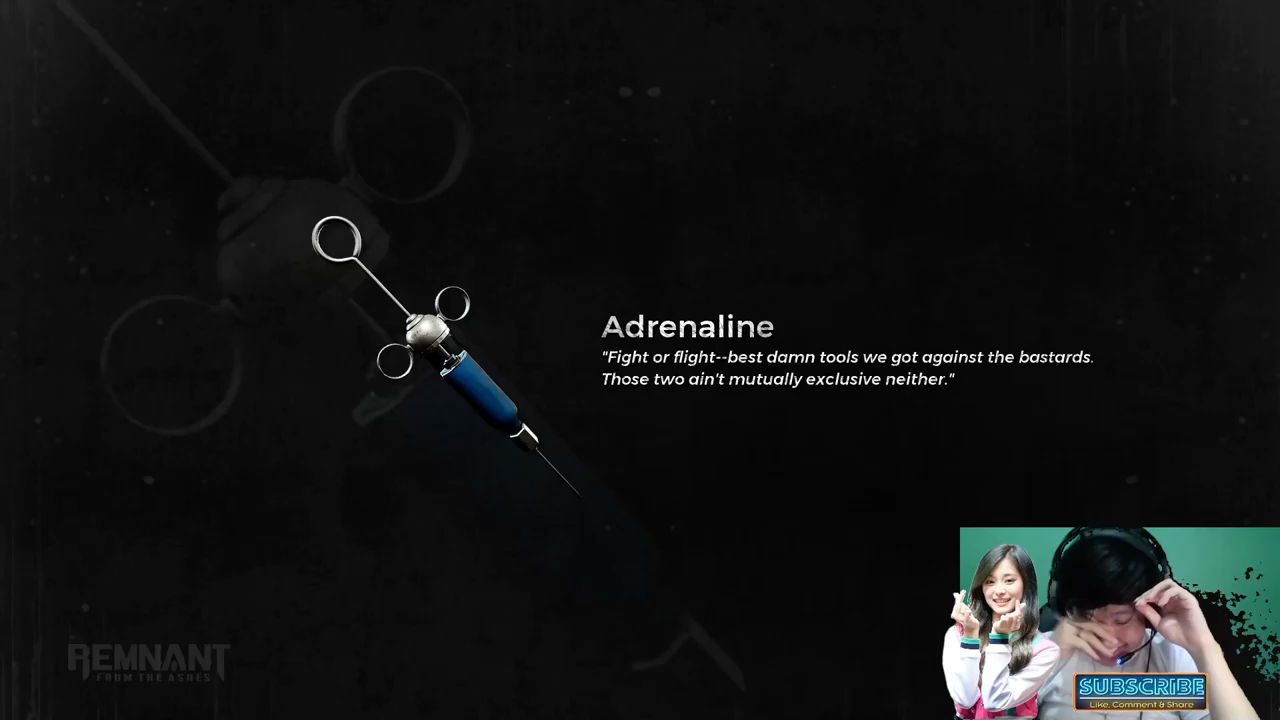 Adrenaline
"Fight or flight--best damn tools we got against the bastards.
Those two ain't mutually exclusive neither."
REMNANT
FROM THE ASHES
SUBSCRIBE
Like, Comment & Share